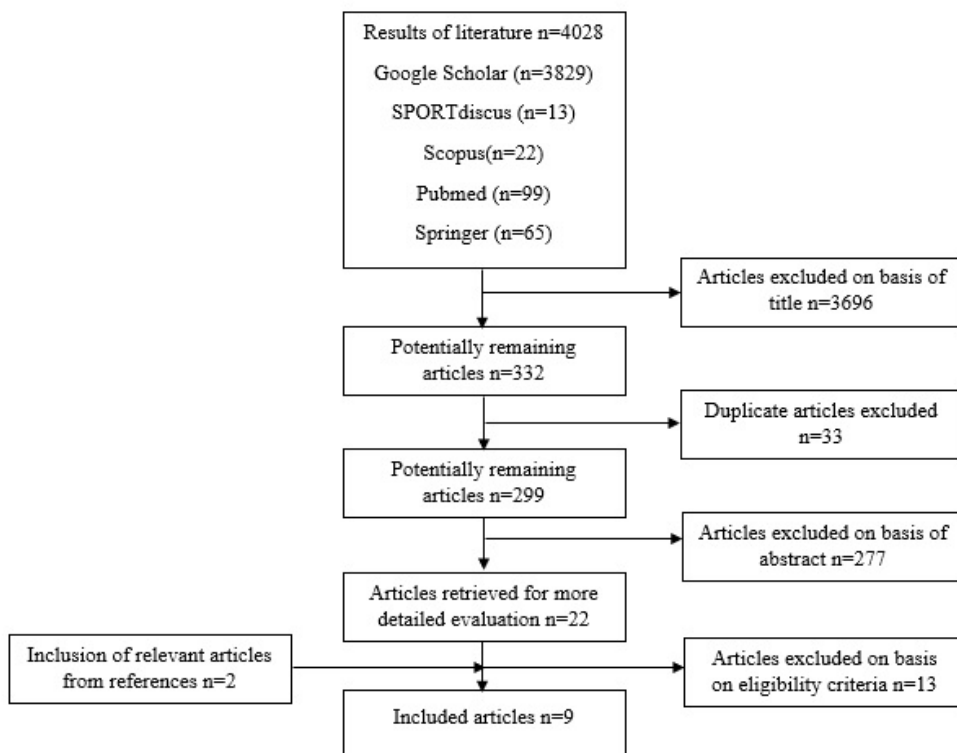 Results of literature n=4028
Google Scholar (n=3829)
SPORTdiscus (n=13)
Scopus(n=22)
Pubmed (n=99)
Springer (n=65)
Articles excluded on basis of
title n=3696
Potentially remaining
articles n=332
Duplicate articles excluded
n=33
Potentially remaining
articles n=299
Articles excluded on basis of
abstract n=277
Articles retrieved for more
detailed evaluation n=22
Inclusion of relevant articles
from references n=2
Articles excluded on basis
on eligibility criteria n=13
Included articles n=9